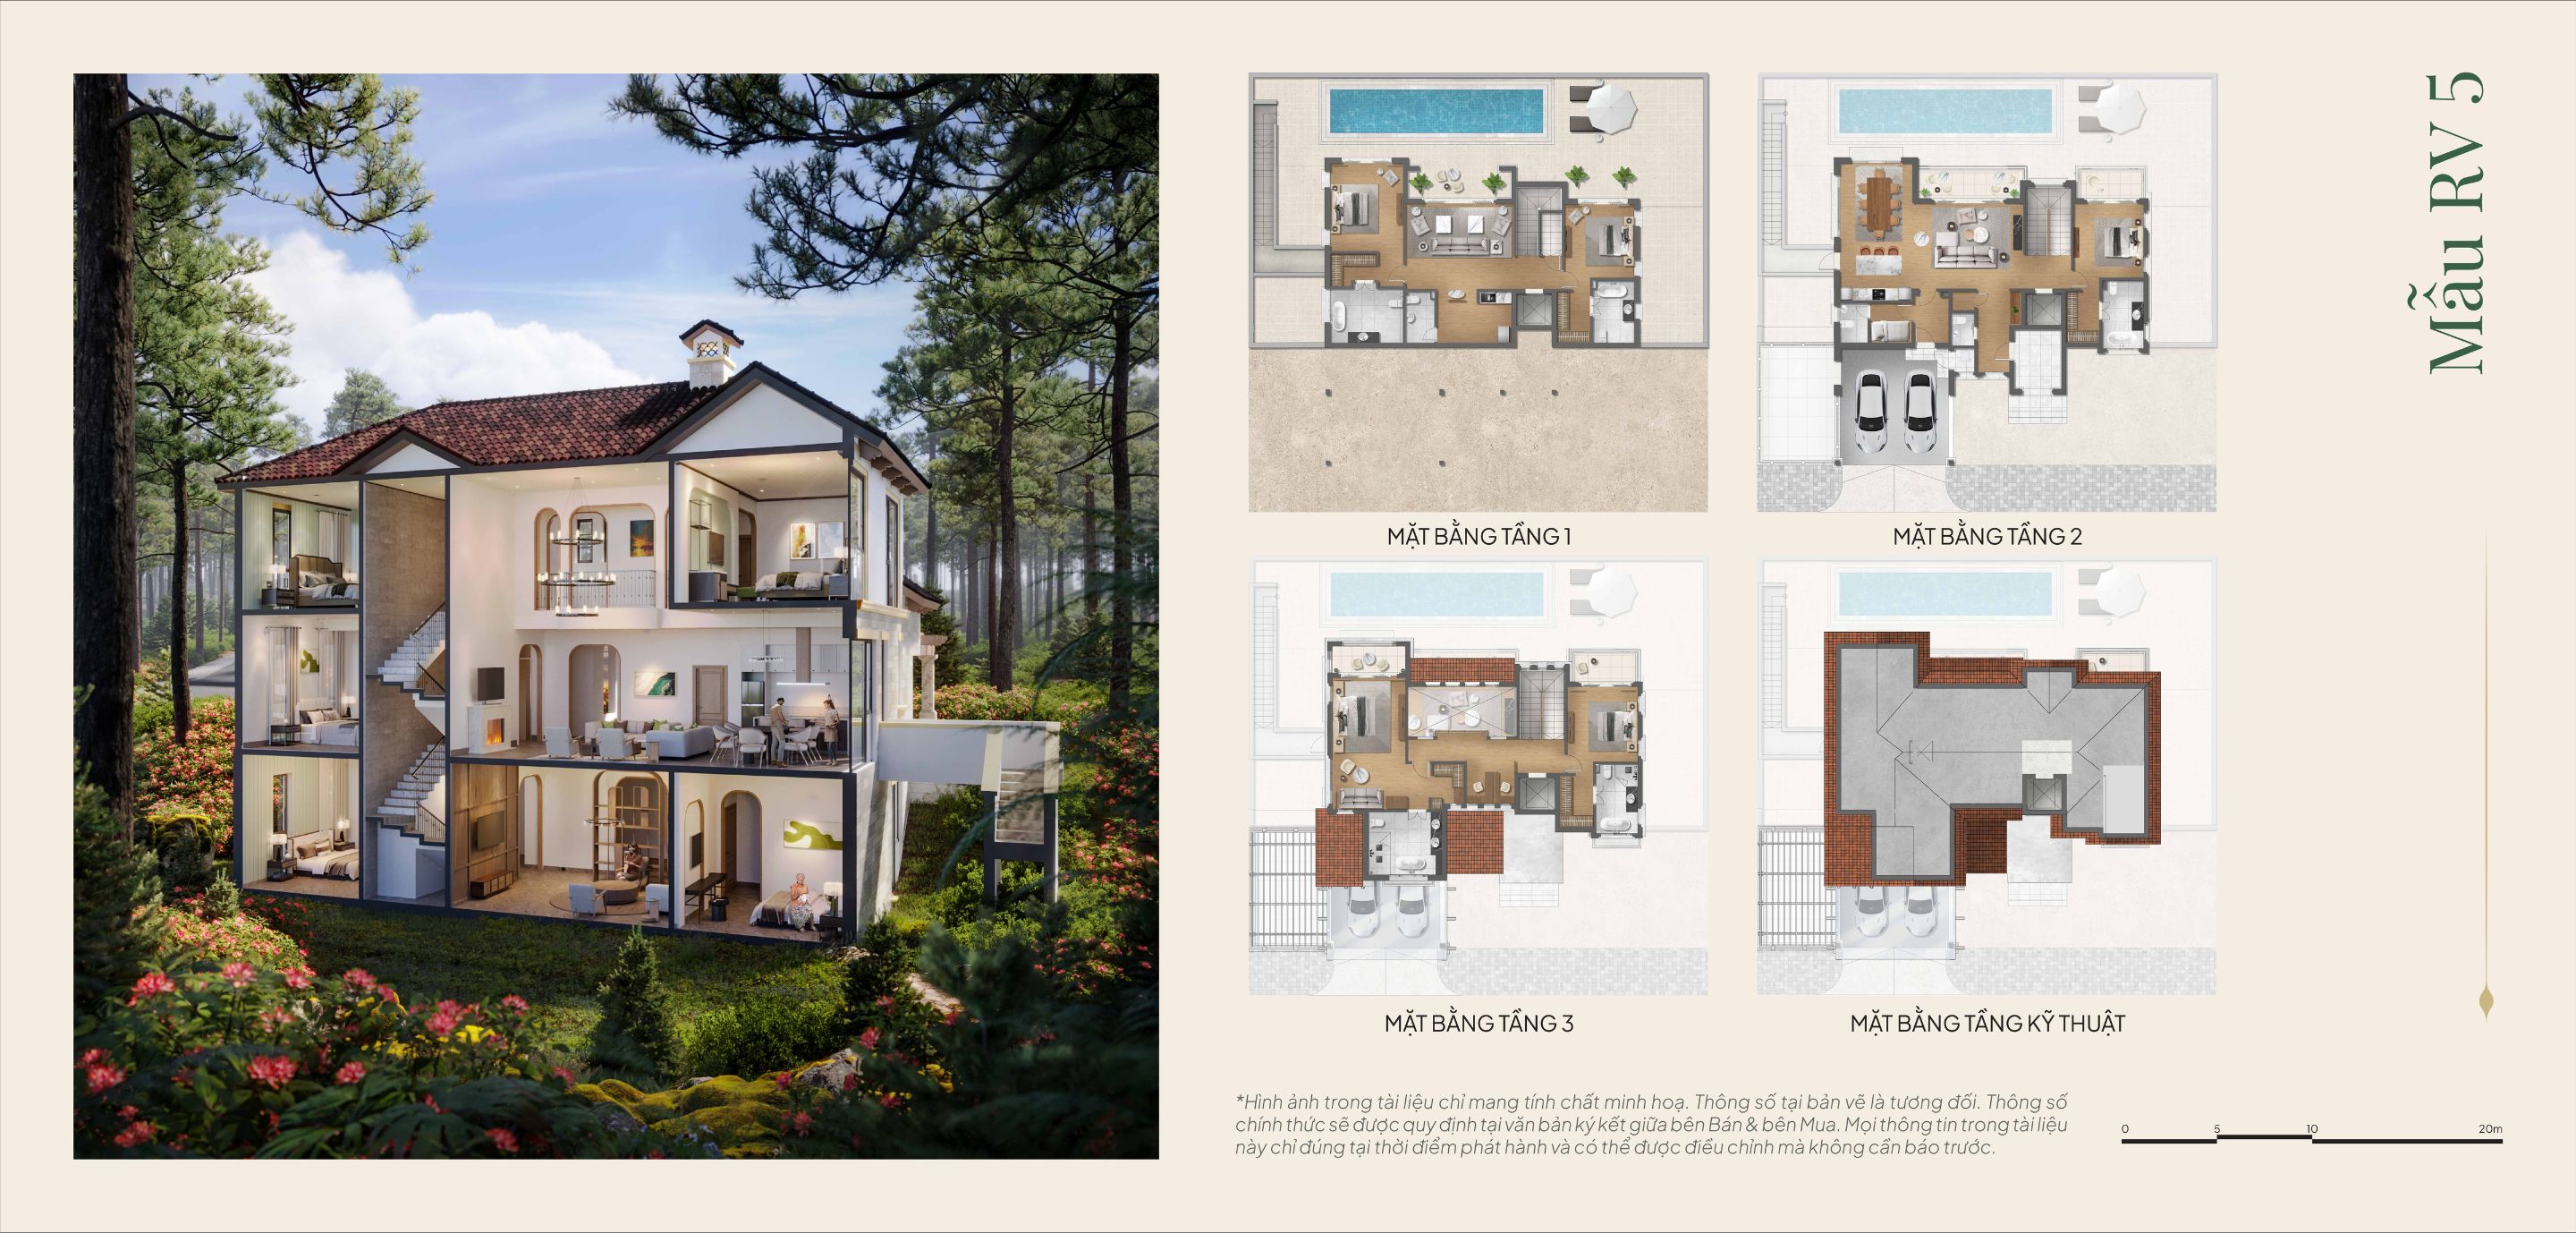 Mẫu RV 5
MẶT BẰNG TẦNG 1
MẶT BẰNG TẦNG 2
MẶT BẰNG TẦNG 3
MẶT BẰNG TẦNG KỸ THUẬT
*Hình ảnh trong tài liệu chỉ mang tính chất minh hoạ. Thông số tại bản vẽ là tương đối. Thông số
chính thức sẽ được quy định tại văn bản ký kết giữa bên Bán & bên Mua. Mọi thông tin trong tài liệu
này chỉ đúng tại thời điểm phát hành và có thể được điều chỉnh mà không cần báo trước.
0 5 10 20m